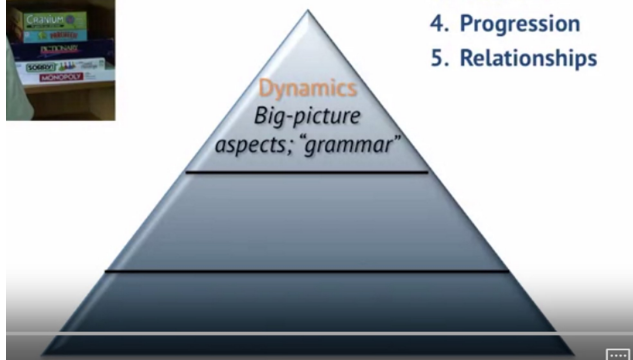 CRANIUM
PICTIONARY
SORRY!
MONOPOLY
4. Progression
5. Relationships
Dynamics
Big-picture
aspects; “grammar”